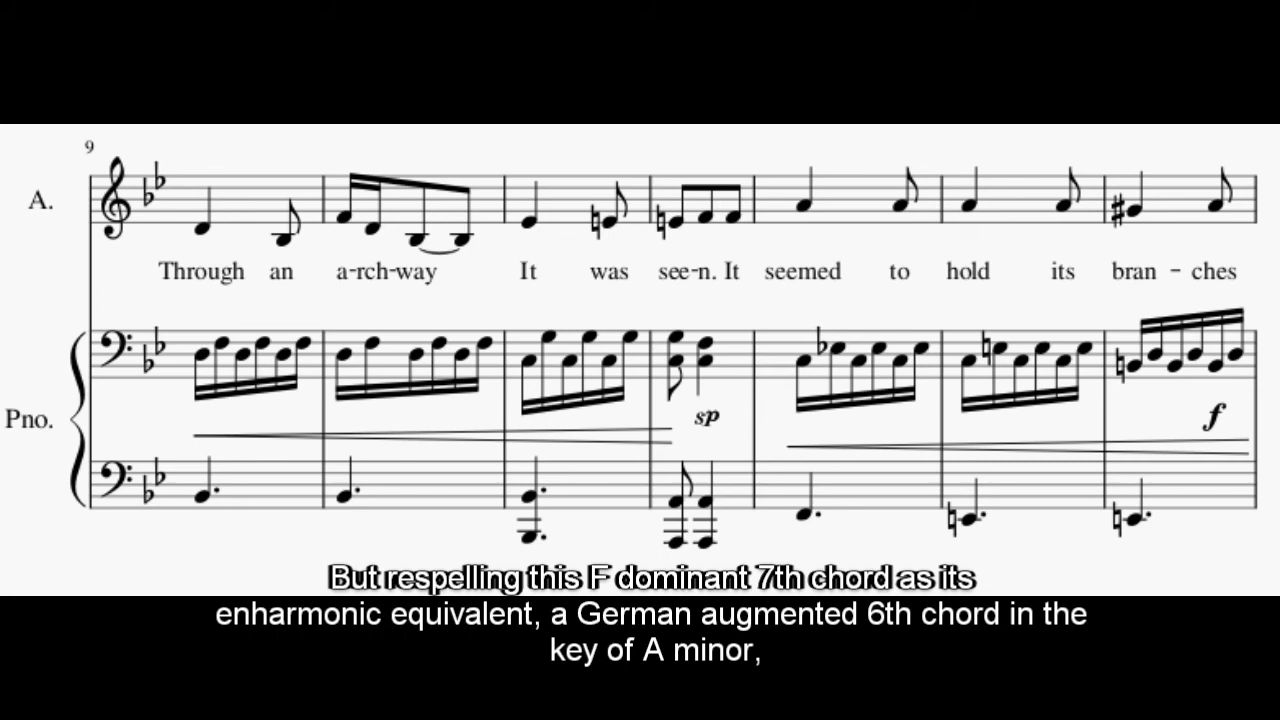 9
A.
Through an a-rch-way It was see-n. It seemed to hold its bran - ches
Pno.
sp
f
But respelling this F dominant 7th chord as its
enharmonic equivalent, a German augmented 6th chord in the
key of A minor,